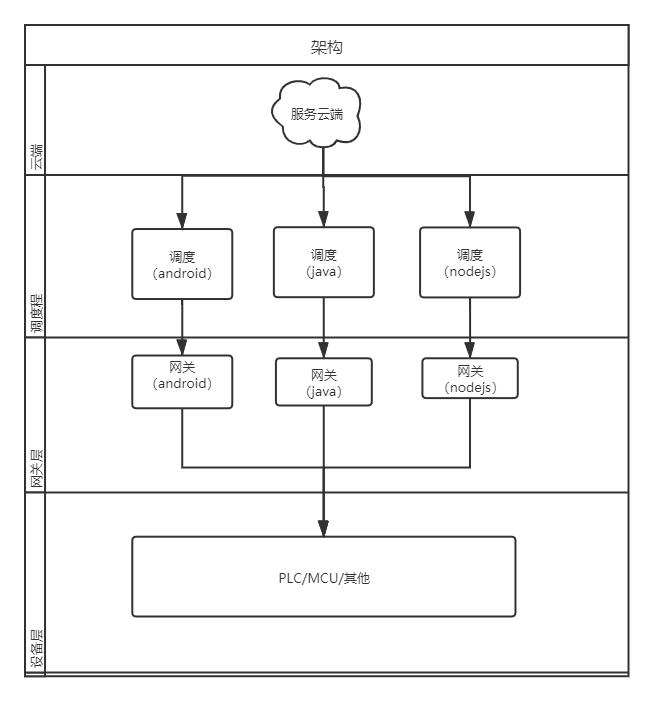 架构
云端
服务云端
调度程
调度
（android）
调度
（java）
调度
（nodejs）
网关层
网关
（android）
网关
（java）
网关
（nodejs）
设备层
PLC/MCU/其他